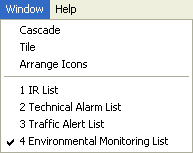 Window Help
Cascade
Tile
Arrange Icons
1 IR List
2 Technical Alarm List
3 Traffic Alert List
4 Environmental Monitoring List